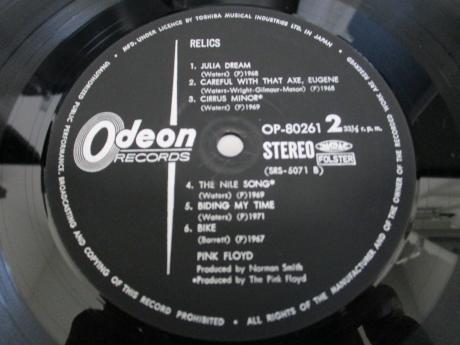 MFD. UNDER LICENCE BY TOSHIBA MUSICAL INDUSTRIES LTD. IN JAPAN
RELICS
1. JULIA DREAM
(Waters) (P)1968
2. CAREFUL WITH THAT AXE, EUGENE
(Waters-Wright-Gilmour-Mason) (P)1968
3. CIRRUS MINOR*
(Waters) (P)1969
Odeon
RECORDS
OP-80261 2 33⅓ r.p.m.
STEREO
FOLSTER
(SRS-5071 B)
4. THE NILE SONG*
(Waters) (P)1969
5. BIDING MY TIME
(Waters) (P)1971
6. BIKE
(Barrett) (P)1967
PINK FLOYD
Produced by Norman Smith
*Produced by The Pink Floyd
UNAUTHORIZED PUBLIC PERFORMANCE, BROADCASTING AND COPYING OF THIS RECORD PROHIBITED • ALL RIGHTS OF THE MANUFACTURER AND OF THE OWNER OF THE RECORDED WORK ARE RESERVED